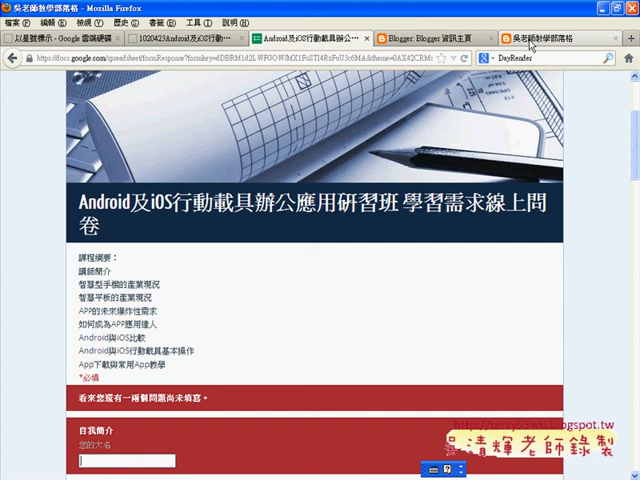 吳老師教學部落格 - Mozilla Firefox
檔案(F) 編輯(E) 檢視(V) 歷史(S) 書籤(B) 工具(T) 說明(H)
以星號標示 - Google 雲端硬碟
1020423Android及iOS行動…
Android及iOS行動載具辦公…
Blogger: Blogger 資訊主頁
吳老師教學部落格
DayRender
Android及iOS行動載具辦公應用研習班 學習需求線上問
卷
課程綱要：
講師簡介
智慧型手機的產業現況
智慧平板的產業現況
APP的未來爆炸性需求
如何成為APP應用達人
Android與iOS比較
Android與iOS行動載具基本操作
App下載與常用App教學
*必填
看來您還有一兩個問題尚未填寫。
自我簡介
您的大名
http://terry55wu.blogspot.tw
吳清輝老師錄製